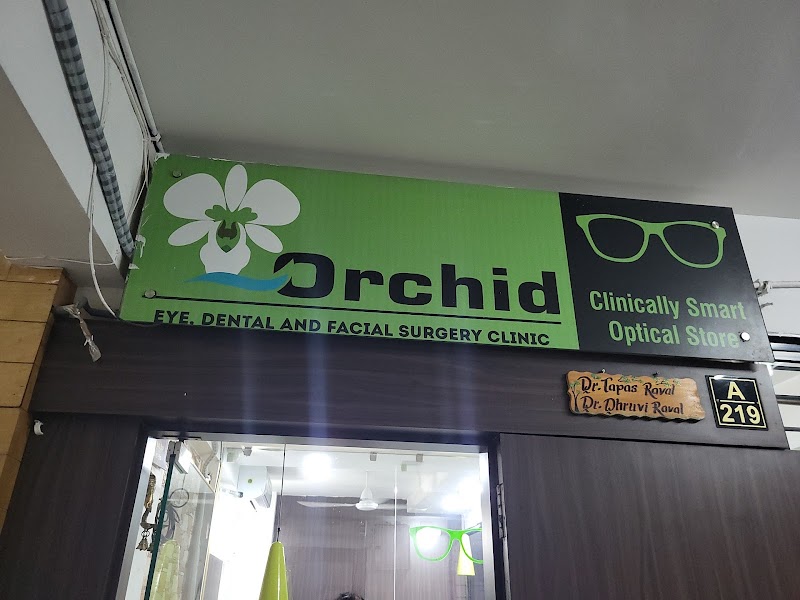 Orchid
EYE, DENTAL AND FACIAL SURGERY CLINIC
Clinically Smart
Optical Store
Dr. Tapas Raval
Dr. Dhruvi Raval
A
219